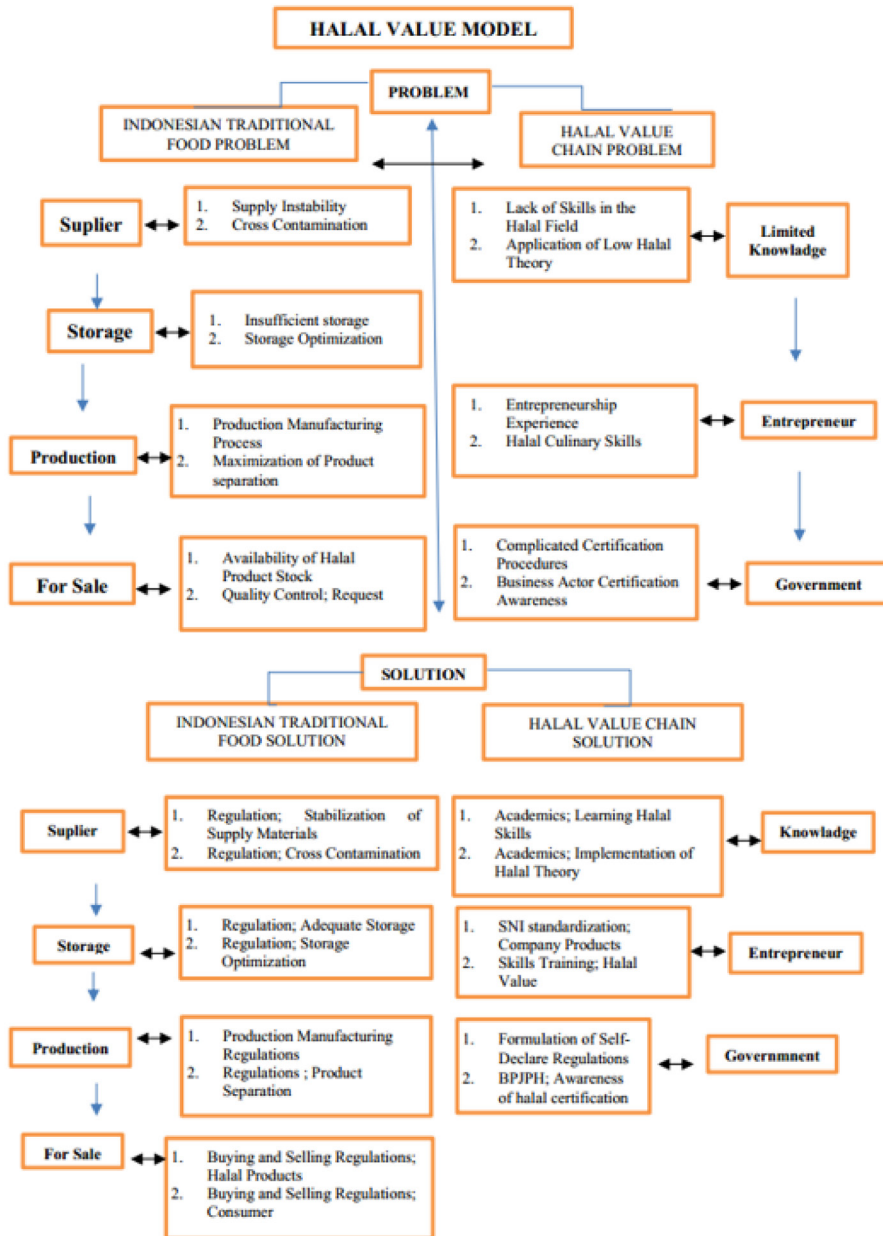 HALAL VALUE MODEL
PROBLEM
INDONESIAN TRADITIONAL
FOOD PROBLEM
HALAL VALUE
CHAIN PROBLEM
Suplier
1. Supply Instability
2. Cross Contamination
1. Lack of Skills in the
Halal Field
2. Application of Low Halal
Theory
Limited
Knowladge
Storage
1. Insufficient storage
2. Storage Optimization
Production
1. Production Manufacturing
Process
2. Maximization of Product
separation
1. Entrepreneurship
Experience
2. Halal Culinary Skills
Entrepreneur
For Sale
1. Availability of Halal
Product Stock
2. Quality Control; Request
1. Complicated Certification
Procedures
2. Business Actor Certification
Awareness
Government
SOLUTION
INDONESIAN TRADITIONAL
FOOD SOLUTION
HALAL VALUE CHAIN
SOLUTION
Suplier
1. Regulation; Stabilization of
Supply Materials
2. Regulation; Cross Contamination
1. Academics; Learning Halal
Skills
2. Academics; Implementation of
Halal Theory
Knowladge
Storage
1. Regulation; Adequate Storage
2. Regulation; Storage
Optimization
1. SNI standardization;
Company Products
2. Skills Training; Halal
Value
Entrepreneur
Production
1. Production Manufacturing
Regulations
2. Regulations ; Product
Separation
1. Formulation of Self-
Declare Regulations
2. BPJPH; Awareness
of halal certification
Governmnent
For Sale
1. Buying and Selling Regulations;
Halal Products
2. Buying and Selling Regulations;
Consumer